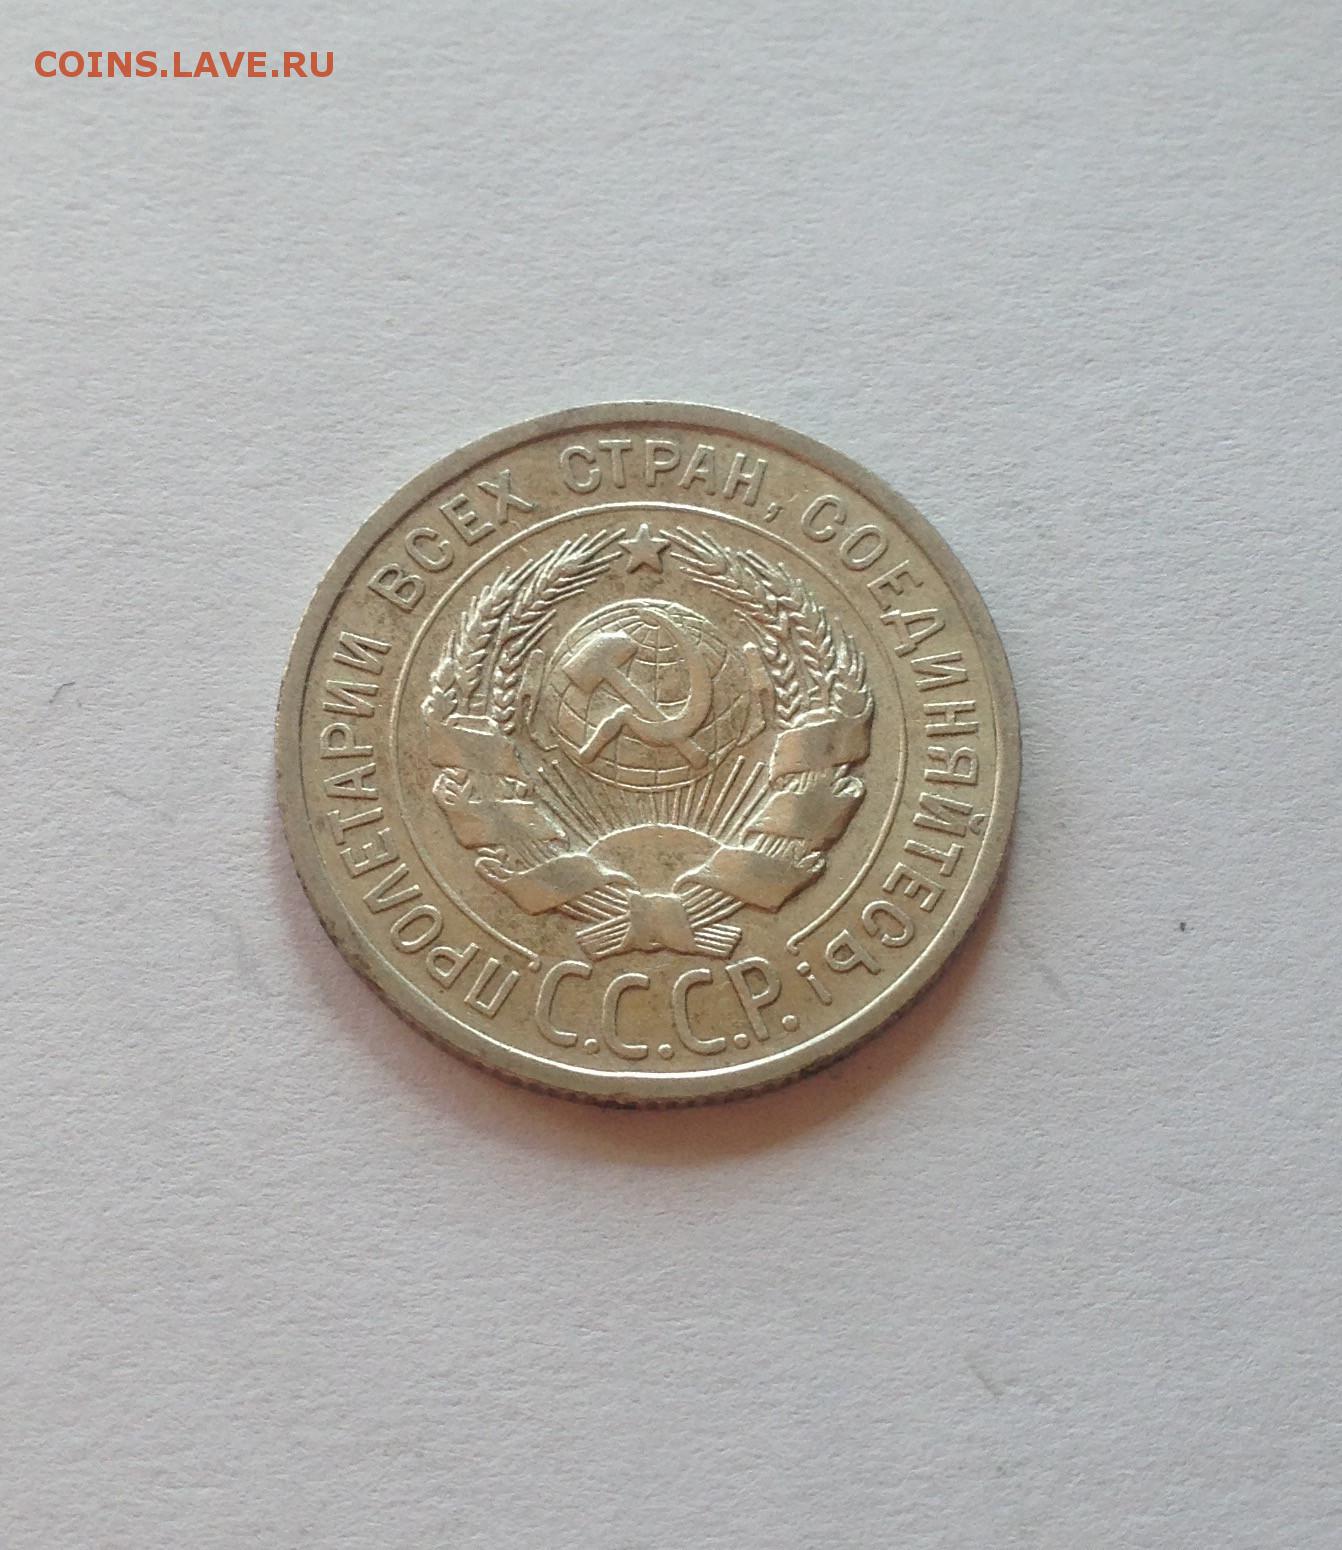 COINS.LAVE.RU
ПРОЛЕТАРИИ ВСЕХ СТРАН, СОЕДИНЯЙТЕСЬ!
С.С.С.Р.